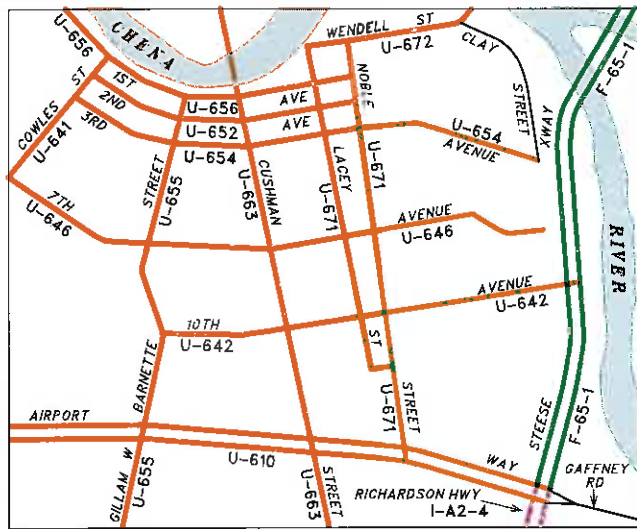 WENDELL ST
U-672
U-656
CHENA
CLAY
STREET
XWAY
F-65-1
1ST
2ND
3RD
COWLES ST
U-641
U-656 AVE
U-652 AVE
U-654
NOBLE
U-671
U-654
AVENUE
STREET
U-655
CUSHMAN
U-663
LACEY
U-671
7TH
U-646
AVENUE
U-646
RIVER
AVENUE
U-642
10TH
U-642
ST
BARNETTE
STREET
U-671
AIRPORT
U-610
WAY
STEESE
F-65-1
GILLAM W
U-655
STREET
U-663
GAFFNEY
RD
RICHARDSON HWY
I-A2-4